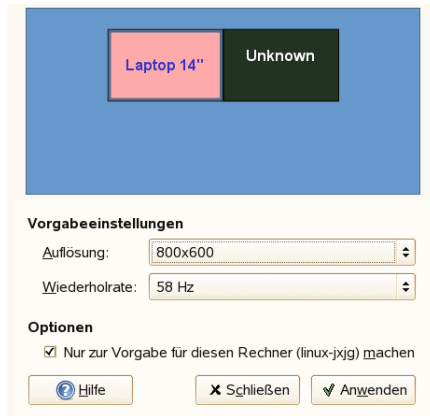 Laptop 14" Unknown
Vorgabeeinstellungen
Auflösung: 800x600
Wiederholrate: 58 Hz
Optionen
Nur zur Vorgabe für diesen Rechner (linux-jxjg) machen
Hilfe Schließen Anwenden